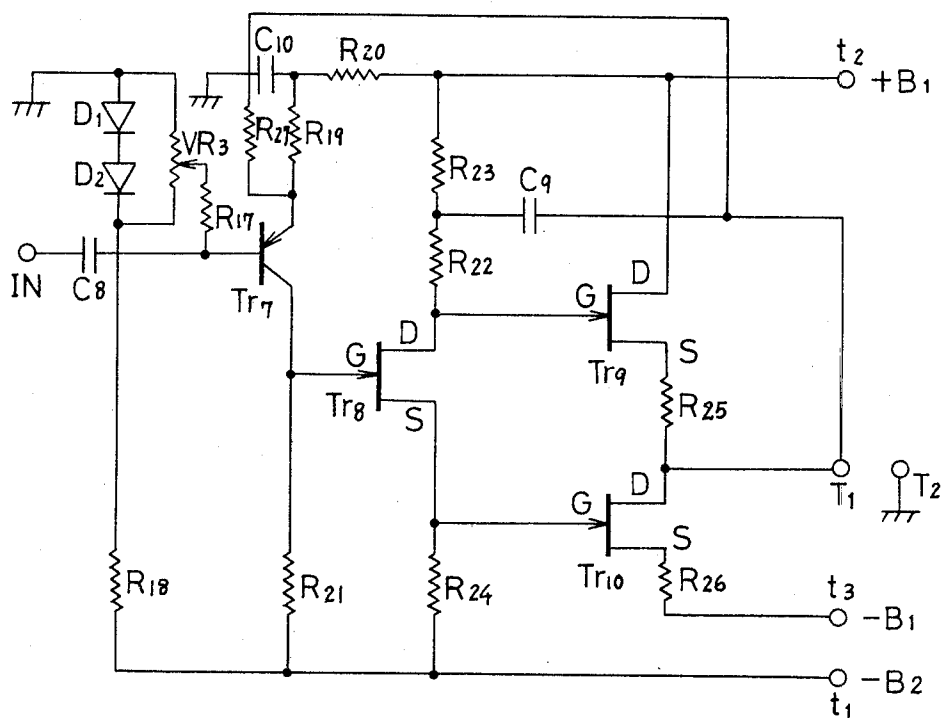 C10
R20
t2
+B1
D1
VR3
R27
R19
D2
R23
C9
R17
R22
IN
C8
Tr7
D
G
D
G
S
Tr9
Tr8
S
R25
D
T1
T2
G
S
R18
R21
R24
Tr10
R26
t3
-B1
-B2
t1